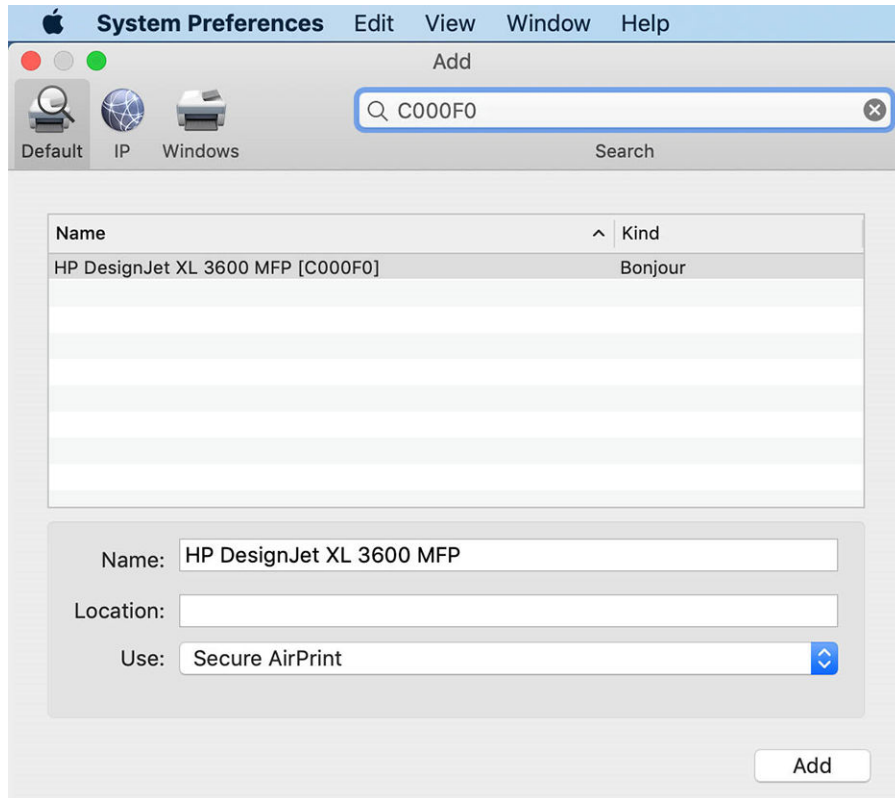 System Preferences Edit View Window Help
Add
C000F0
Default IP Windows Search
Name Kind
HP DesignJet XL 3600 MFP [C000F0] Bonjour
Name: HP DesignJet XL 3600 MFP
Location:
Use: Secure AirPrint
Add